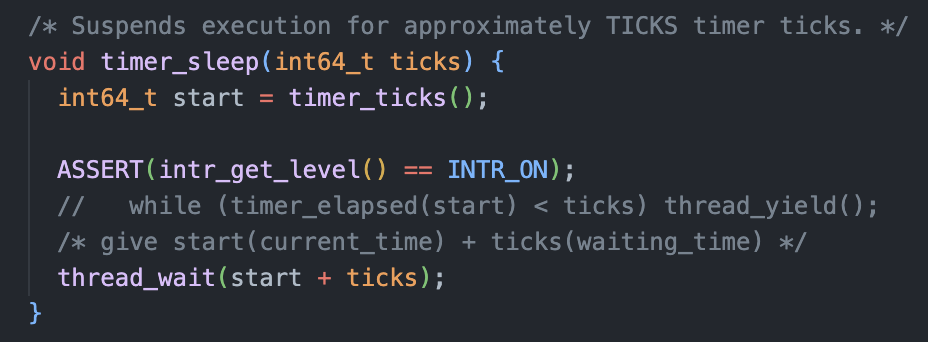 /* Suspends execution for approximately TICKS timer ticks. */
void timer_sleep(int64_t ticks) {
  int64_t start = timer_ticks();

  ASSERT(intr_get_level() == INTR_ON);
  //   while (timer_elapsed(start) < ticks) thread_yield();
  /* give start(current_time) + ticks(waiting_time) */
  thread_wait(start + ticks);
}